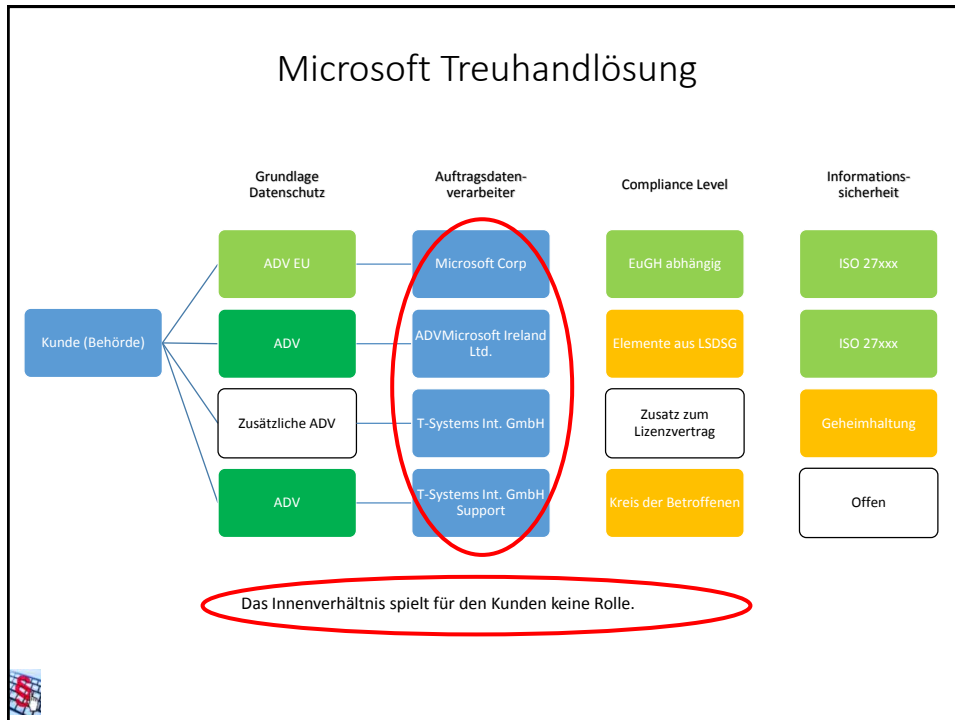 Microsoft Treuhandlösung
Grundlage
Datenschutz
Auftragsdaten-
verarbeiter
Compliance Level
Informations-
sicherheit
Kunde (Behörde)
ADV EU
Microsoft Corp
EuGH abhängig
ISO 27xxx
ADV
ADVMicrosoft Ireland
Ltd.
Elemente aus LSDSG
ISO 27xxx
Zusätzliche ADV
T-Systems Int. GmbH
Zusatz zum
Lizenzvertrag
Geheimhaltung
ADV
T-Systems Int. GmbH
Support
Kreis der Betroffenen
Offen
Das Innenverhältnis spielt für den Kunden keine Rolle.
§